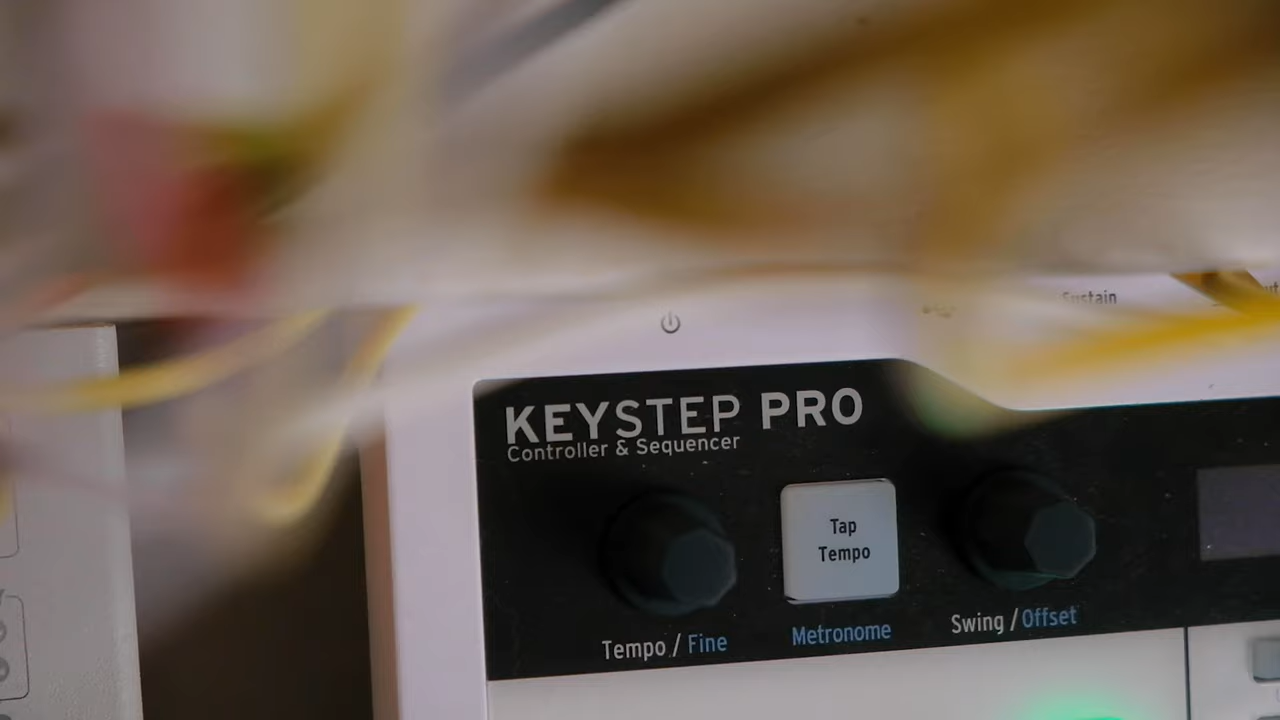 Sustain
KEYSTEP PRO
Controller & Sequencer
Tap
Tempo
Tempo / Fine
Metronome
Swing / Offset